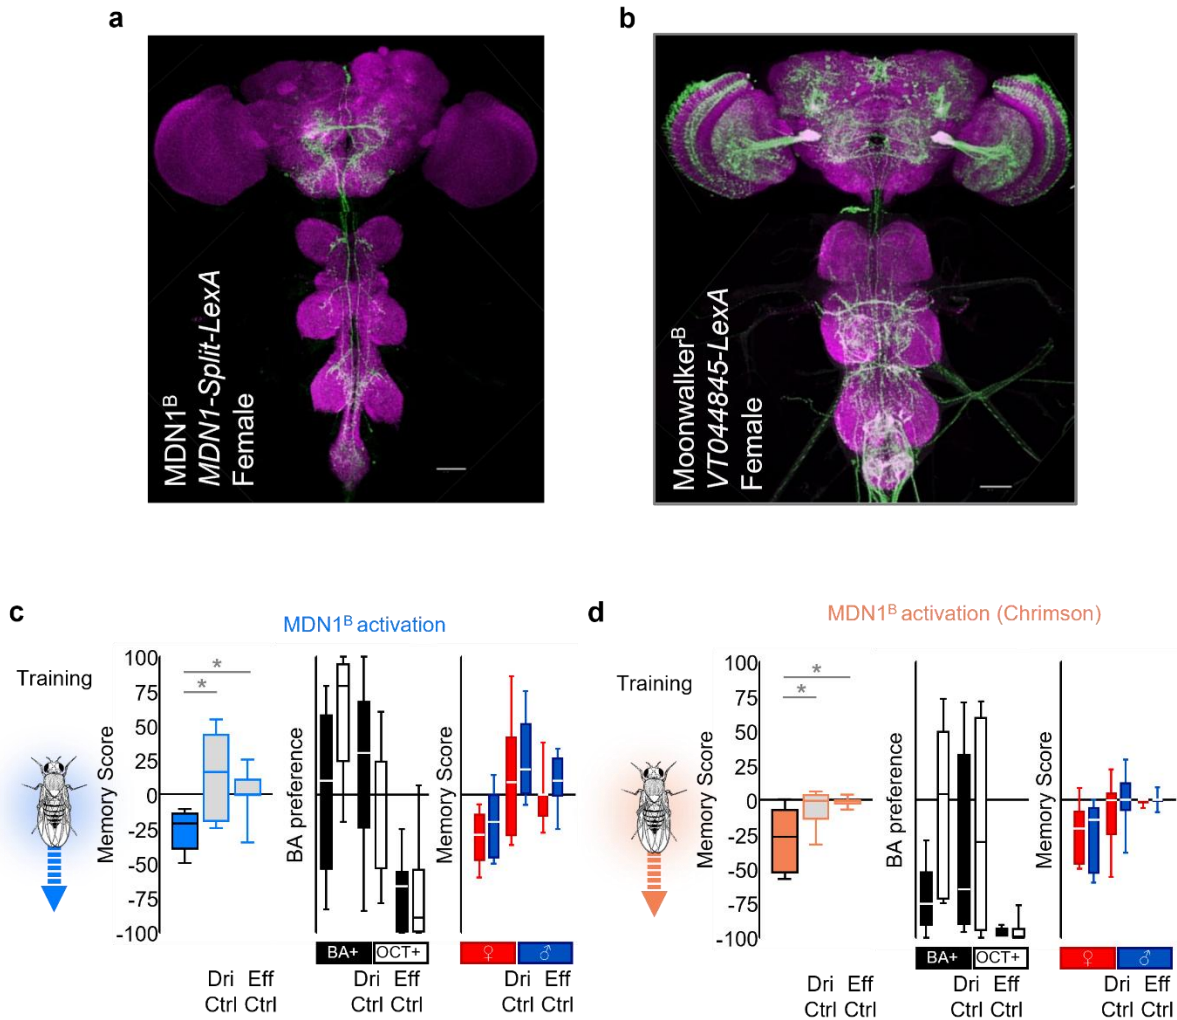 a
b
MDN1B
MDN1-Split-LexA
Female
MoonwalkerB
VT044845-LexA
Female
c
MDN1B activation
Training
Memory Score
100
75
50
25
0
-25
-50
-75
-100
*
*
BA preference
Memory Score
BA+ OCT+
♀ ♂
Dri Eff
Ctrl Ctrl
Dri Eff
Ctrl Ctrl
Dri Eff
Ctrl Ctrl
d
MDN1B activation (Chrimson)
Training
Memory Score
100
75
50
25
0
-25
-50
-75
-100
*
*
BA preference
Memory Score
BA+ OCT+
♀ ♂
Dri Eff
Ctrl Ctrl
Dri Eff
Ctrl Ctrl
Dri Eff
Ctrl Ctrl